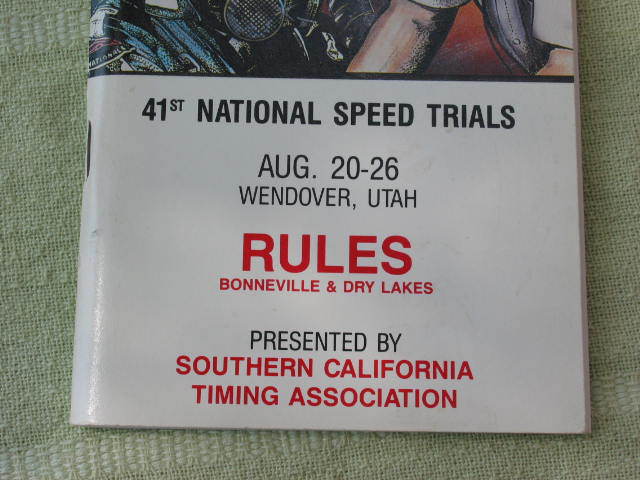 NATIONALS
41ST NATIONAL SPEED TRIALS
AUG. 20-26
WENDOVER, UTAH
RULES
BONNEVILLE & DRY LAKES
PRESENTED BY
SOUTHERN CALIFORNIA
TIMING ASSOCIATION